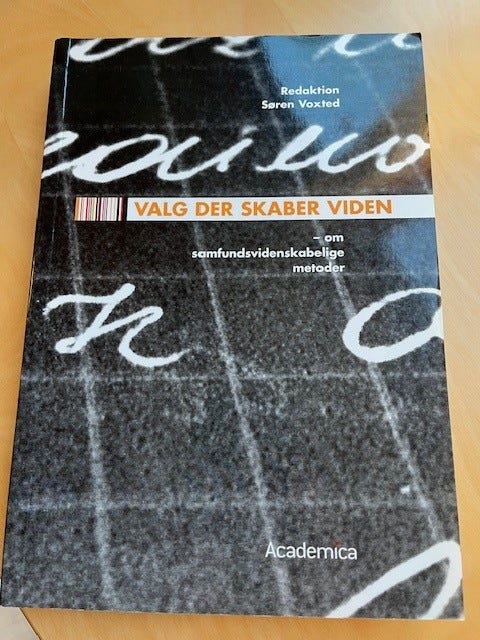 Redaktion
Søren Voxted
VALG DER SKABER VIDEN
– om
samfundsvidenskabelige
metoder
Academica